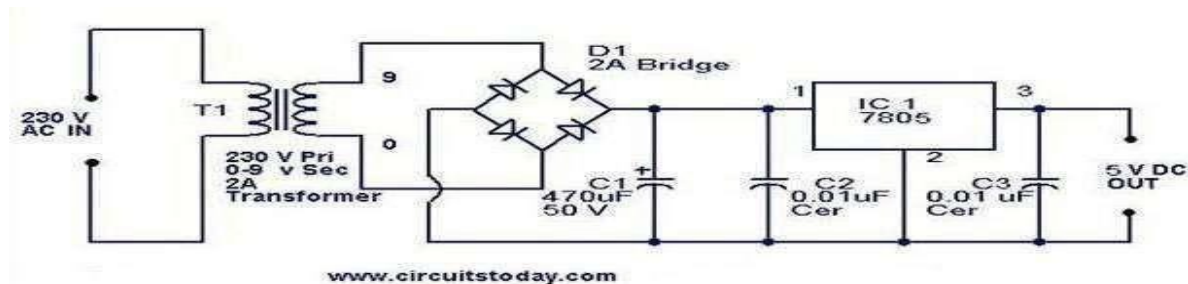 230 V
AC IN
T1
9
0
230 V Pri
0-9 v Sec
2A
Transformer
D1
2A Bridge
+
C1
470uF
50 V
C2
0.01uF
Cer
1
IC 1
7805
3
2
C3
0.01 uF
Cer
5 V DC
OUT
www.circuitstoday.com